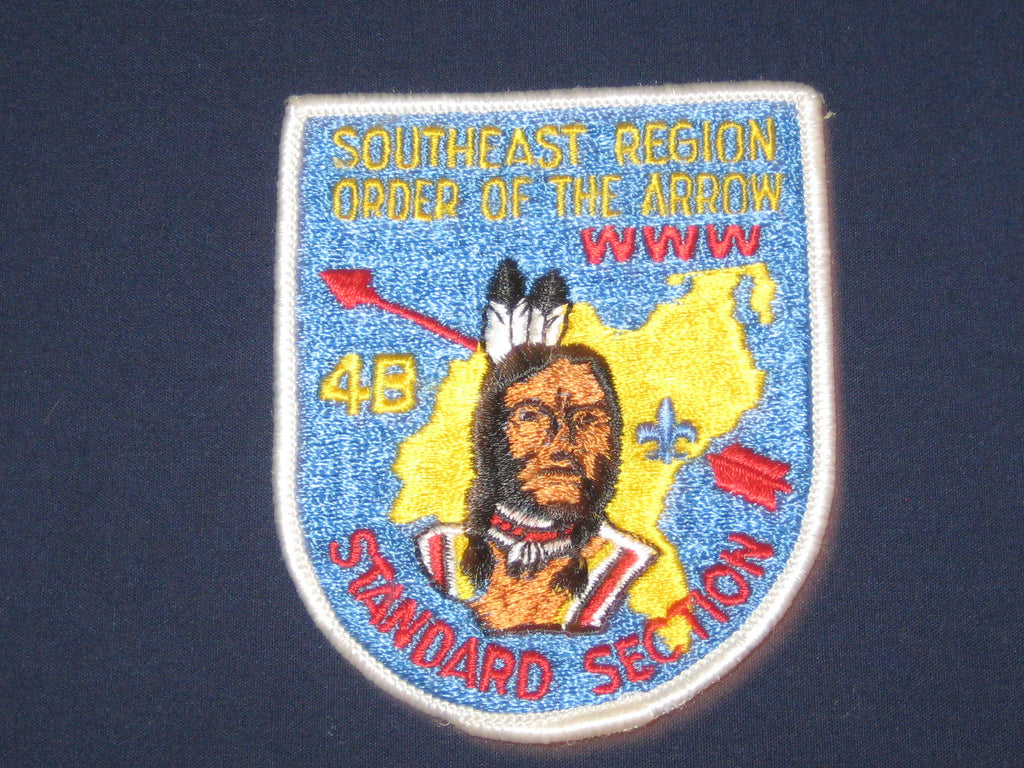 SOUTHEAST REGION
ORDER OF THE ARROW
WWW
4B
STANDARD SECTION